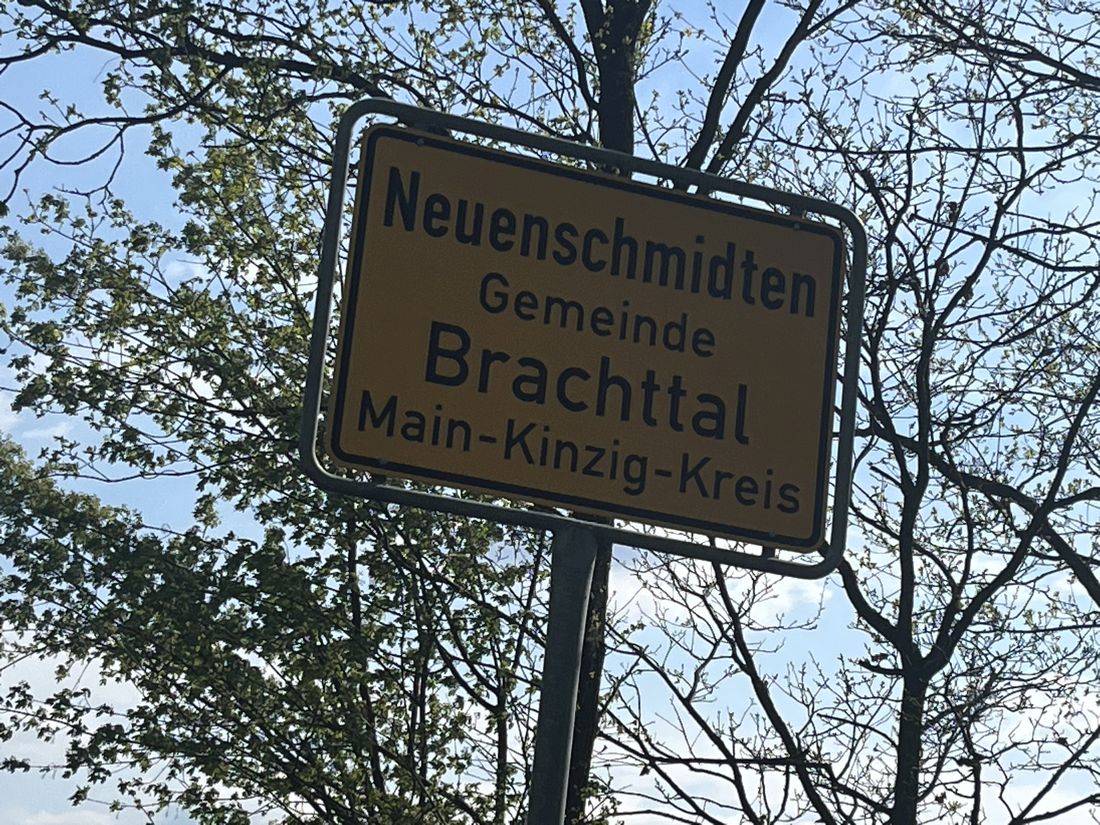 Neuenschmidten
Gemeinde
Brachttal
Main-Kinzig-Kreis